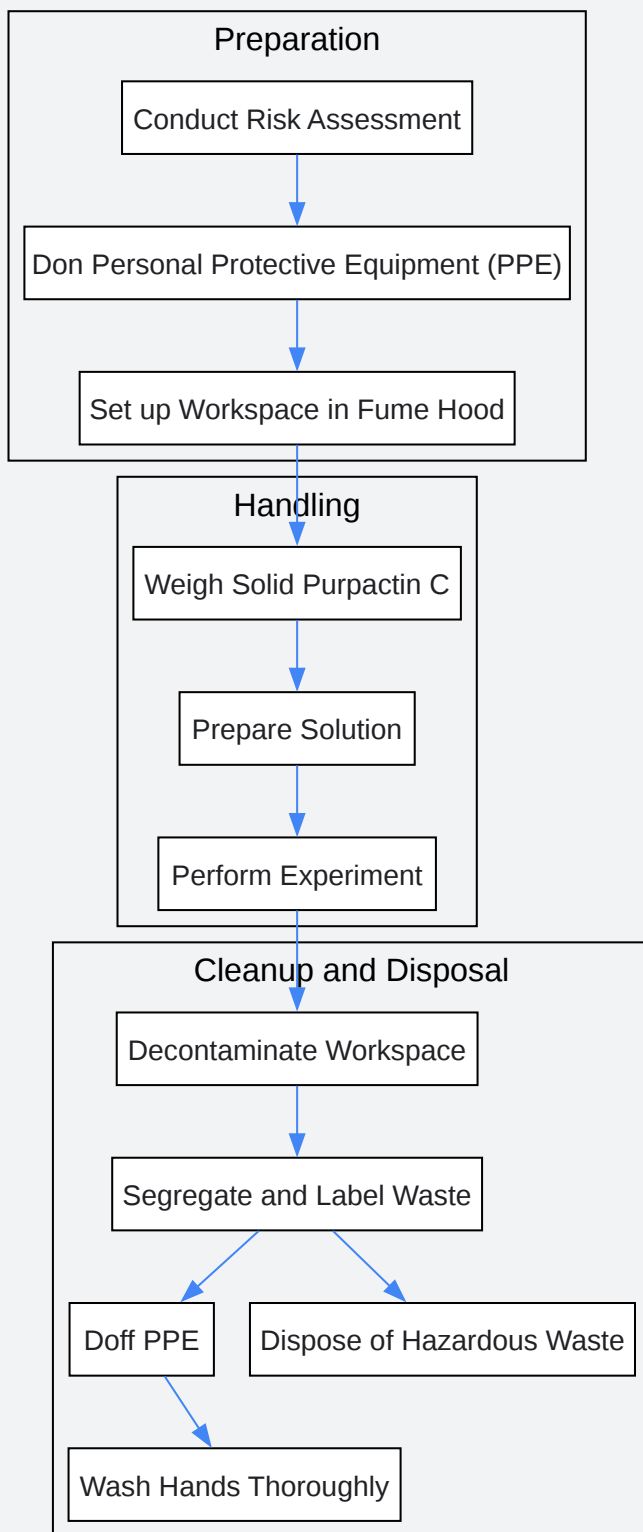 Preparation
Conduct Risk Assessment
Don Personal Protective Equipment (PPE)
Set up Workspace in Fume Hood
Handling
Weigh Solid Purpactin C
Prepare Solution
Perform Experiment
Cleanup and Disposal
Decontaminate Workspace
Segregate and Label Waste
Doff PPE
Dispose of Hazardous Waste
Wash Hands Thoroughly